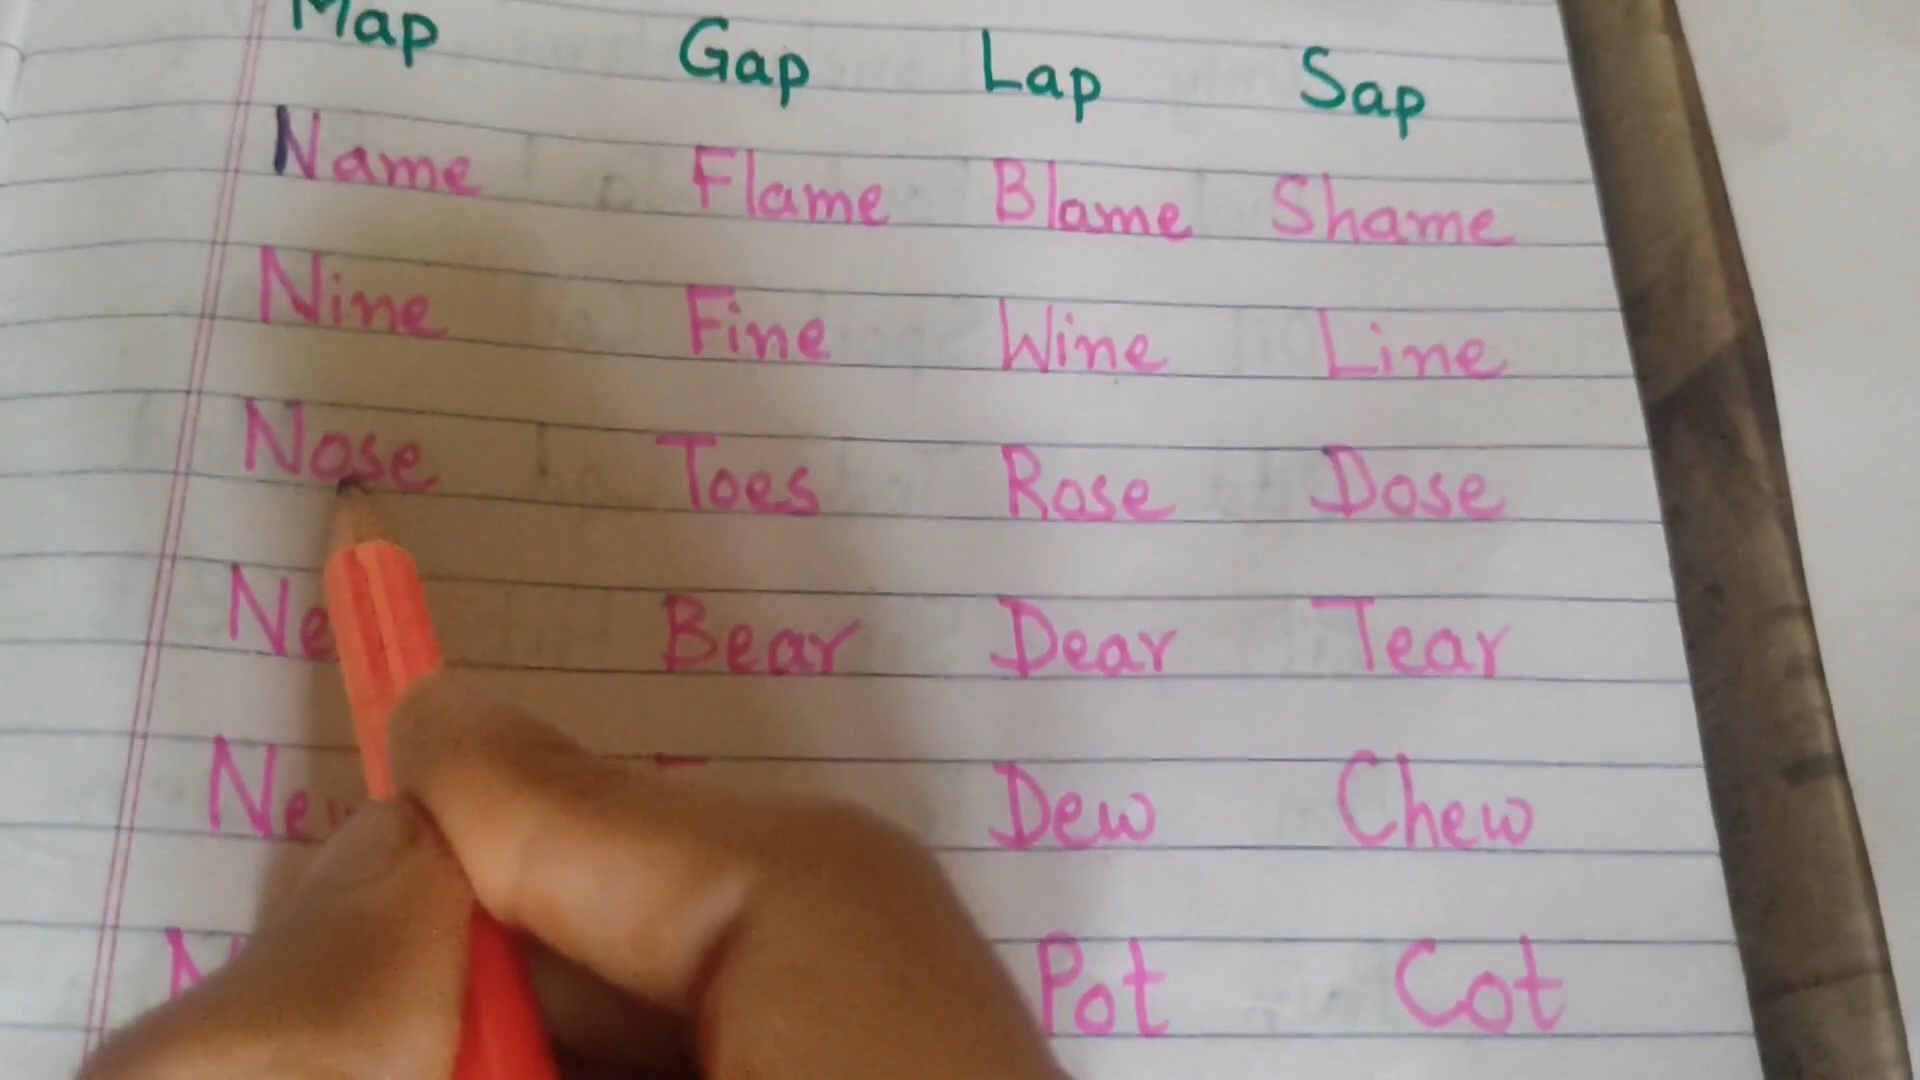 Map Gap Lap Sap
Name Flame Blame Shame
Nine Fine Wine Line
Nose Toes Rose Dose
Bear Dear Tear
Dew Chew
Pot Cot